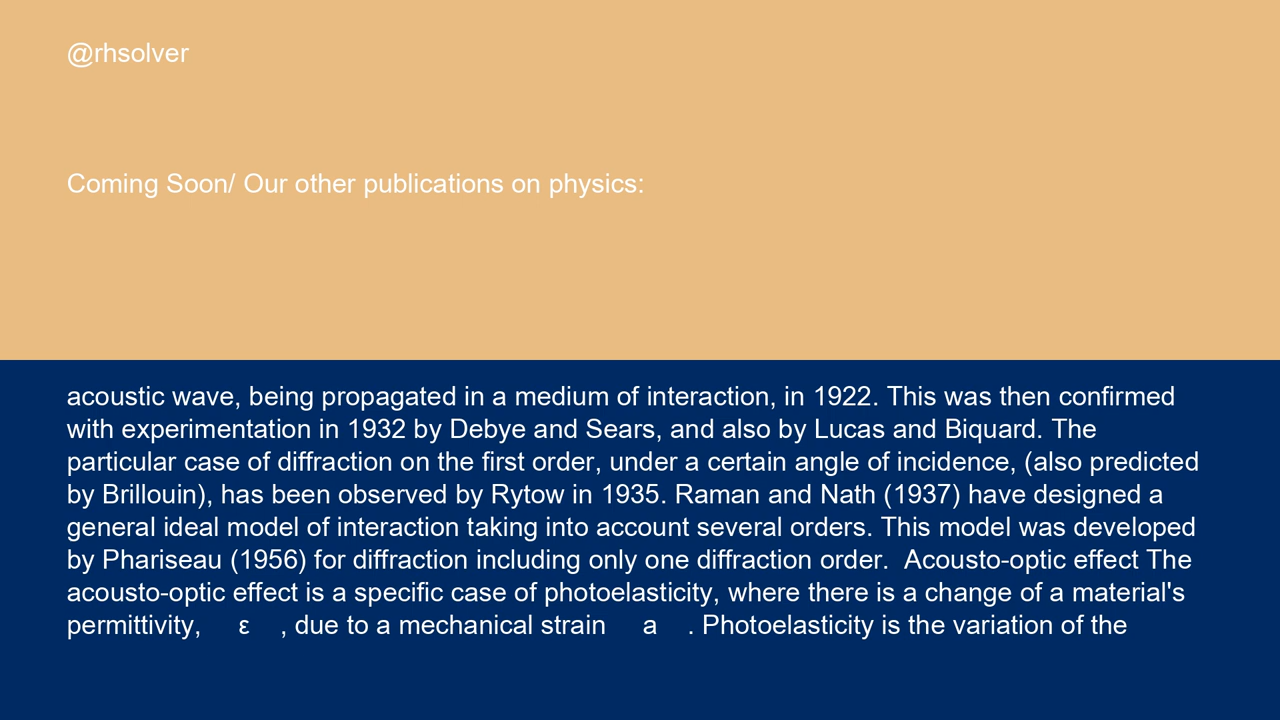 @rhsolver
Coming Soon/ Our other publications on physics:
acoustic wave, being propagated in a medium of interaction, in 1922. This was then confirmed
with experimentation in 1932 by Debye and Sears, and also by Lucas and Biquard. The
particular case of diffraction on the first order, under a certain angle of incidence, (also predicted
by Brillouin), has been observed by Rytow in 1935. Raman and Nath (1937) have designed a
general ideal model of interaction taking into account several orders. This model was developed
by Phariseau (1956) for diffraction including only one diffraction order.  Acousto-optic effect The
acousto-optic effect is a specific case of photoelasticity, where there is a change of a material's
permittivity,     ε    , due to a mechanical strain     a    . Photoelasticity is the variation of the